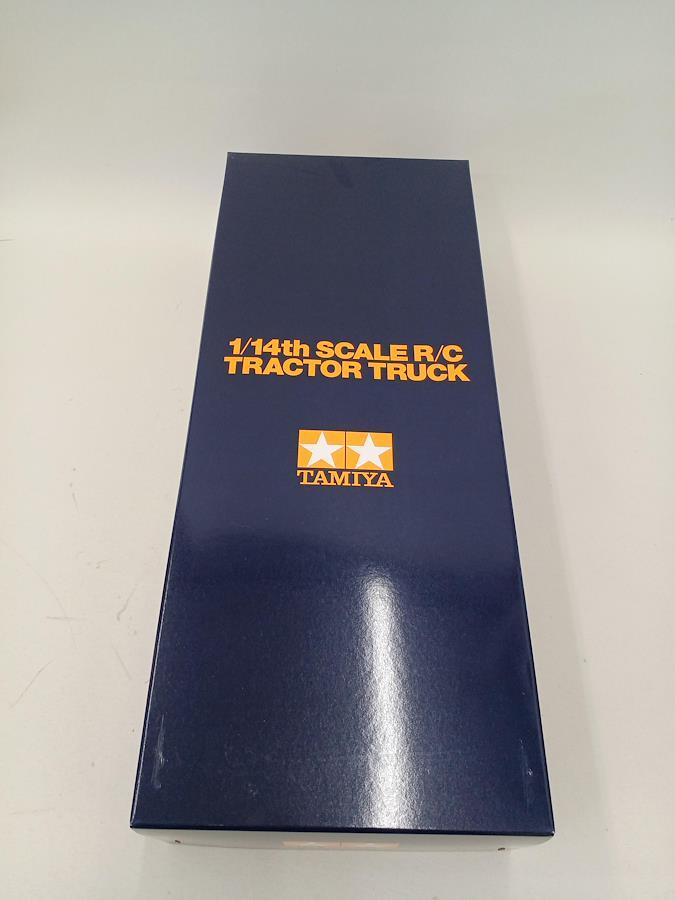 1/14th SCALE R/C
TRACTOR TRUCK
TAMIYA